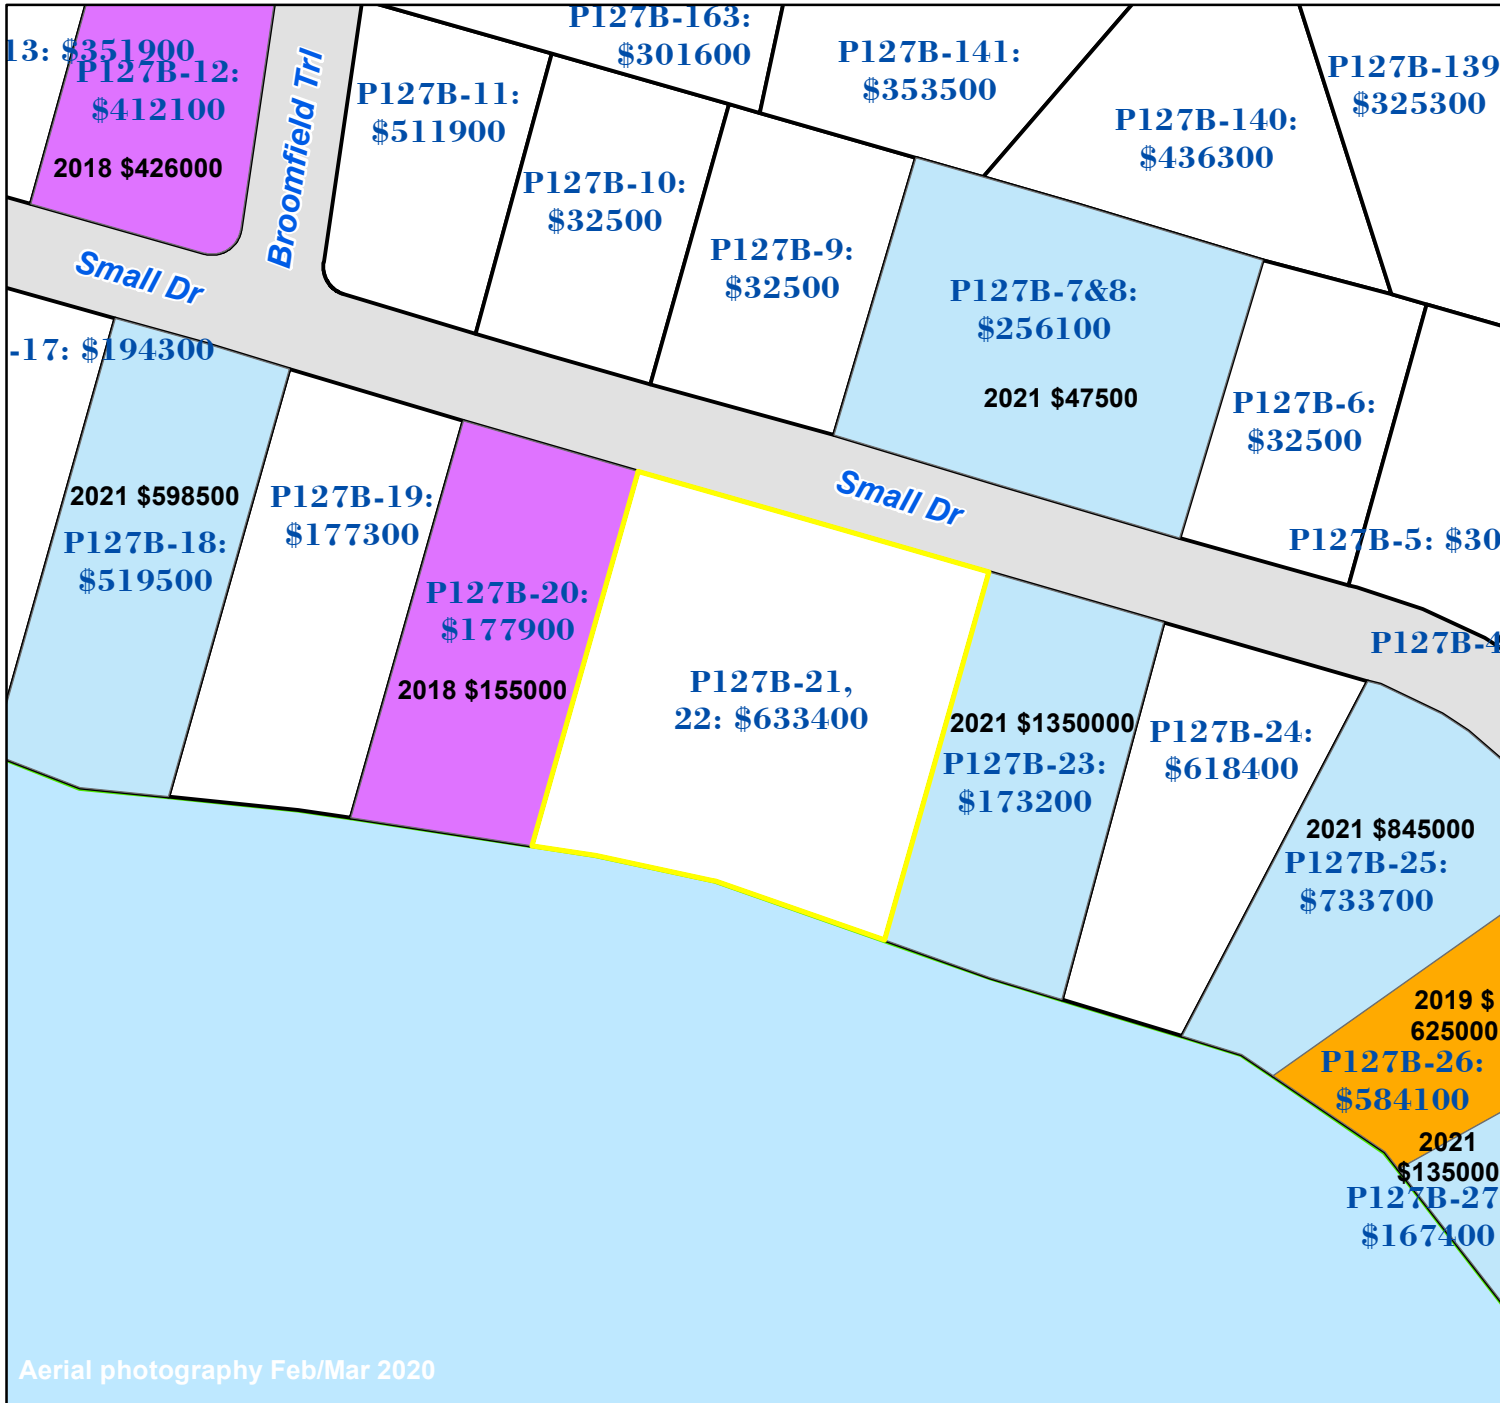 P127B-163:
$301600
13: $351900
P127B-12:
$412100
2018 $426000
Broomfield Trl
P127B-11:
$511900
P127B-141:
$353500
P127B-139
$325300
P127B-140:
$436300
P127B-10:
$32500
P127B-9:
$32500
Small Dr
P127B-7&8:
$256100
2021 $47500
-17: $194300
P127B-6:
$32500
2021 $598500
P127B-18:
$519500
P127B-19:
$177300
Small Dr
P127B-5: $30
P127B-20:
$177900
2018 $155000
P127B-4
P127B-21,
22: $633400
2021 $1350000
P127B-23:
$173200
P127B-24:
$618400
2021 $845000
P127B-25:
$733700
2019 $
625000
P127B-26:
$584100
2021
$135000
P127B-27
$167400
Aerial photography Feb/Mar 2020